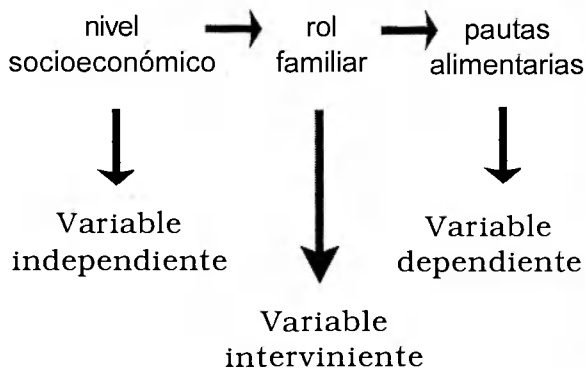 nivel
socioeconómico
rol
familiar
pautas
alimentarias
Variable
independiente
Variable
interviniente
Variable
dependiente